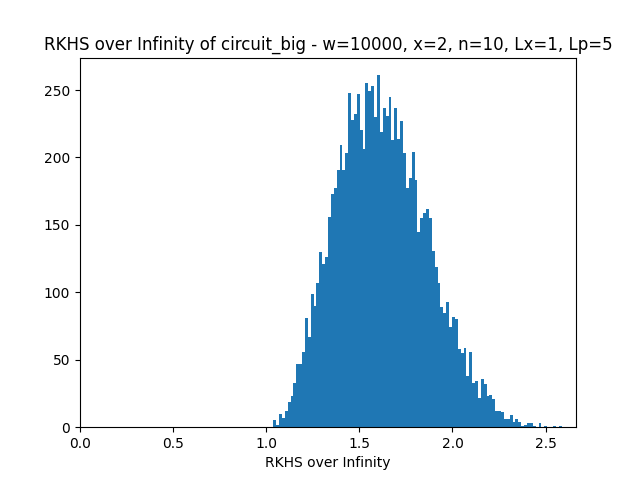 RKHS over Infinity of circuit_big - w=10000, x=2, n=10, Lx=1, Lp=5
250
200
150
100
50
0
0.0 0.5 1.0 1.5 2.0 2.5
RKHS over Infinity